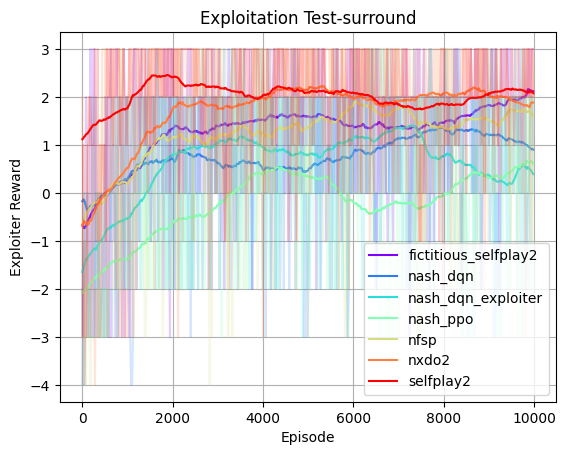 Exploitation Test-surround
Exploiter Reward
3
2
1
0
−1
−2
−3
−4
0
2000
4000
6000
8000
10000
Episode
fictitious_selfplay2
nash_dqn
nash_dqn_exploiter
nash_ppo
nfsp
nxdo2
selfplay2